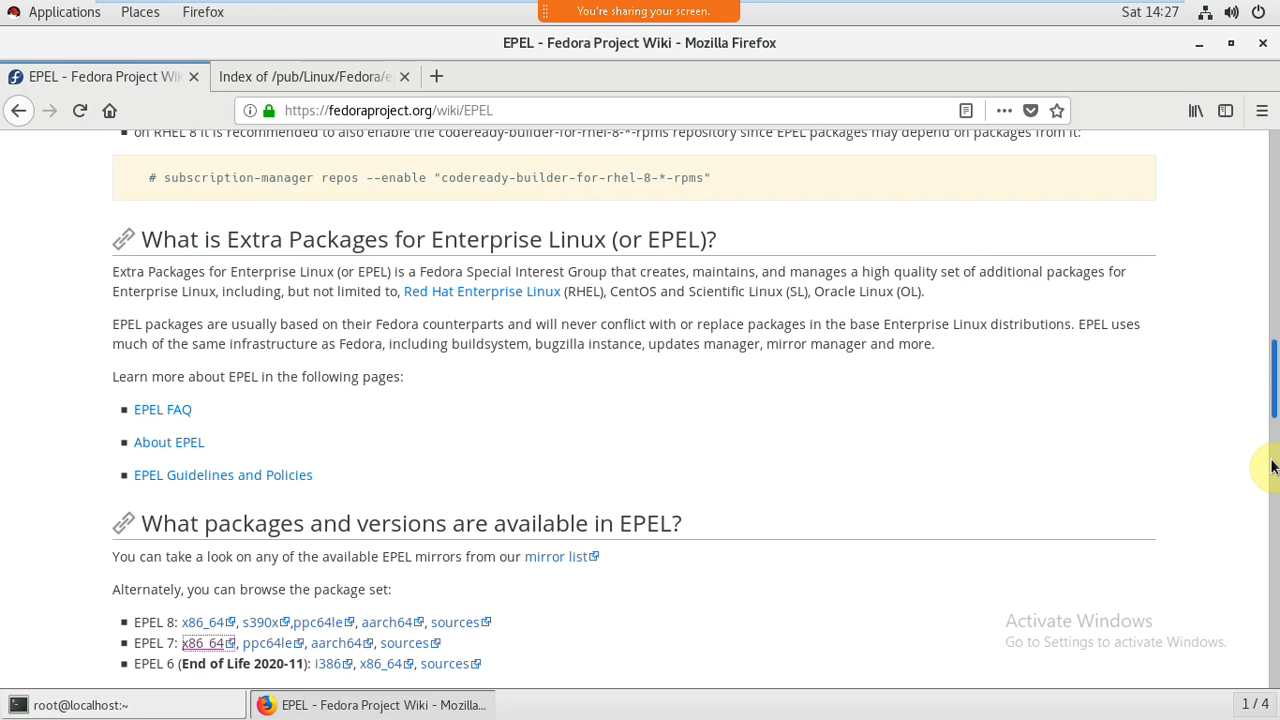 Applications Places Firefox You're sharing your screen. Sat 14:27
EPEL - Fedora Project Wiki - Mozilla Firefox
EPEL - Fedora Project Wik Index of /pub/Linux/Fedora/e
https://fedoraproject.org/wiki/EPEL
on RHEL 8 it is recommended to also enable the codeready-builder-for-rhel-8-*-rpms repository since EPEL packages may depend on packages from it:
# subscription-manager repos --enable "codeready-builder-for-rhel-8-*-rpms"
What is Extra Packages for Enterprise Linux (or EPEL)?
Extra Packages for Enterprise Linux (or EPEL) is a Fedora Special Interest Group that creates, maintains, and manages a high quality set of additional packages for
Enterprise Linux, including, but not limited to, Red Hat Enterprise Linux (RHEL), CentOS and Scientific Linux (SL), Oracle Linux (OL).
EPEL packages are usually based on their Fedora counterparts and will never conflict with or replace packages in the base Enterprise Linux distributions. EPEL uses
much of the same infrastructure as Fedora, including buildsystem, bugzilla instance, updates manager, mirror manager and more.
Learn more about EPEL in the following pages:
EPEL FAQ
About EPEL
EPEL Guidelines and Policies
What packages and versions are available in EPEL?
You can take a look on any of the available EPEL mirrors from our mirror list
Alternately, you can browse the package set:
EPEL 8: x86_64, s390x,ppc64le, aarch64, sources
EPEL 7: x86_64, ppc64le, aarch64, sources
EPEL 6 (End of Life 2020-11): i386, x86_64, sources
Activate Windows
Go to Settings to activate Windows.
root@localhost:~ EPEL - Fedora Project Wiki - Mozilla... 1 / 4